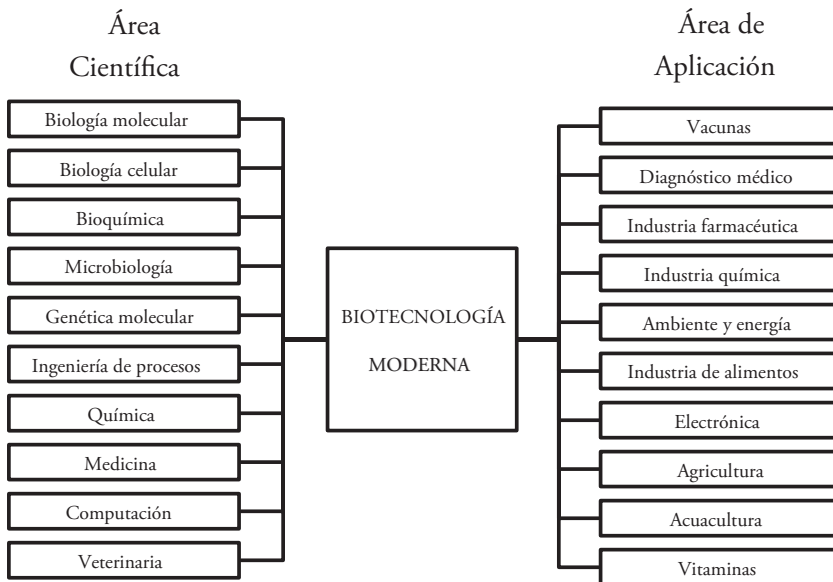 Área
Científica
Biología molecular
Biología celular
Bioquímica
Microbiología
Genética molecular
Ingeniería de procesos
Química
Medicina
Computación
Veterinaria
BIOTECNOLOGÍA
MODERNA
Área de
Aplicación
Vacunas
Diagnóstico médico
Industria farmacéutica
Industria química
Ambiente y energía
Industria de alimentos
Electrónica
Agricultura
Acuacultura
Vitaminas